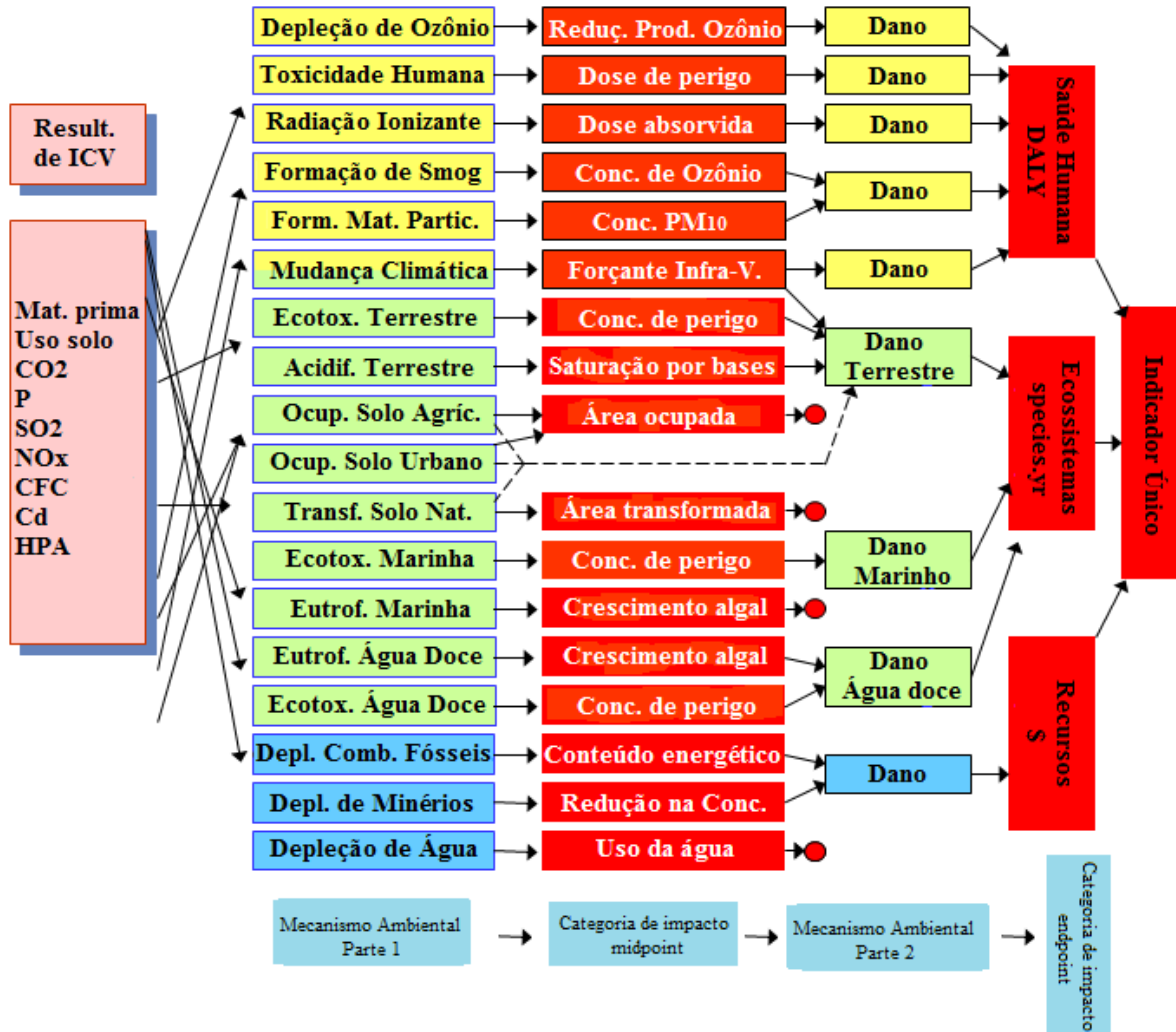 Result.
de ICV
Mat. prima
Uso solo
CO2
P
SO2
NOx
CFC
Cd
HPA
Depleção de Ozônio
Toxicidade Humana
Radiação Ionizante
Formação de Smog
Form. Mat. Partic.
Mudança Climática
Ecotox. Terrestre
Acidif. Terrestre
Ocup. Solo Agríc.
Ocup. Solo Urbano
Transf. Solo Nat.
Ecotox. Marinha
Eutrof. Marinha
Eutrof. Água Doce
Ecotox. Água Doce
Depl. Comb. Fósseis
Depl. de Minérios
Depleção de Água
Reduç. Prod. Ozônio
Dose de perigo
Dose absorvida
Conc. de Ozônio
Conc. PM10
Forçante Infra-V.
Conc. de perigo
Saturação por bases
Área ocupada
Área transformada
Conc. de perigo
Crescimento algal
Crescimento algal
Conc. de perigo
Conteúdo energético
Redução na Conc.
Uso da água
Dano
Dano
Dano
Dano
Dano
Dano
Terrestre
Dano
Marinho
Dano
Água doce
Dano
Saúde Humana
DALY
Ecossistemas
species.yr
Recursos
$
Indicador Único
Mecanismo Ambiental
Parte 1
Categoria de impacto
midpoint
Mecanismo Ambiental
Parte 2
Categoria de impacto
endpoint